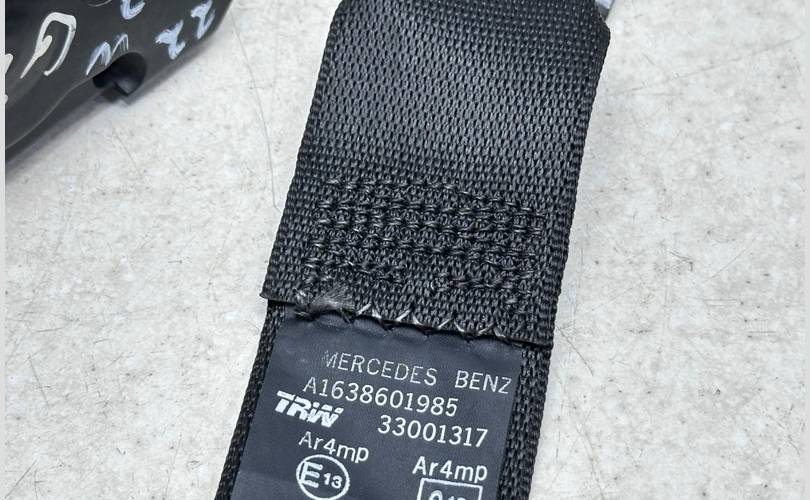 MERCEDES BENZ
A1638601985
TRW 33001317
Ar4mp Ar4mp
E13